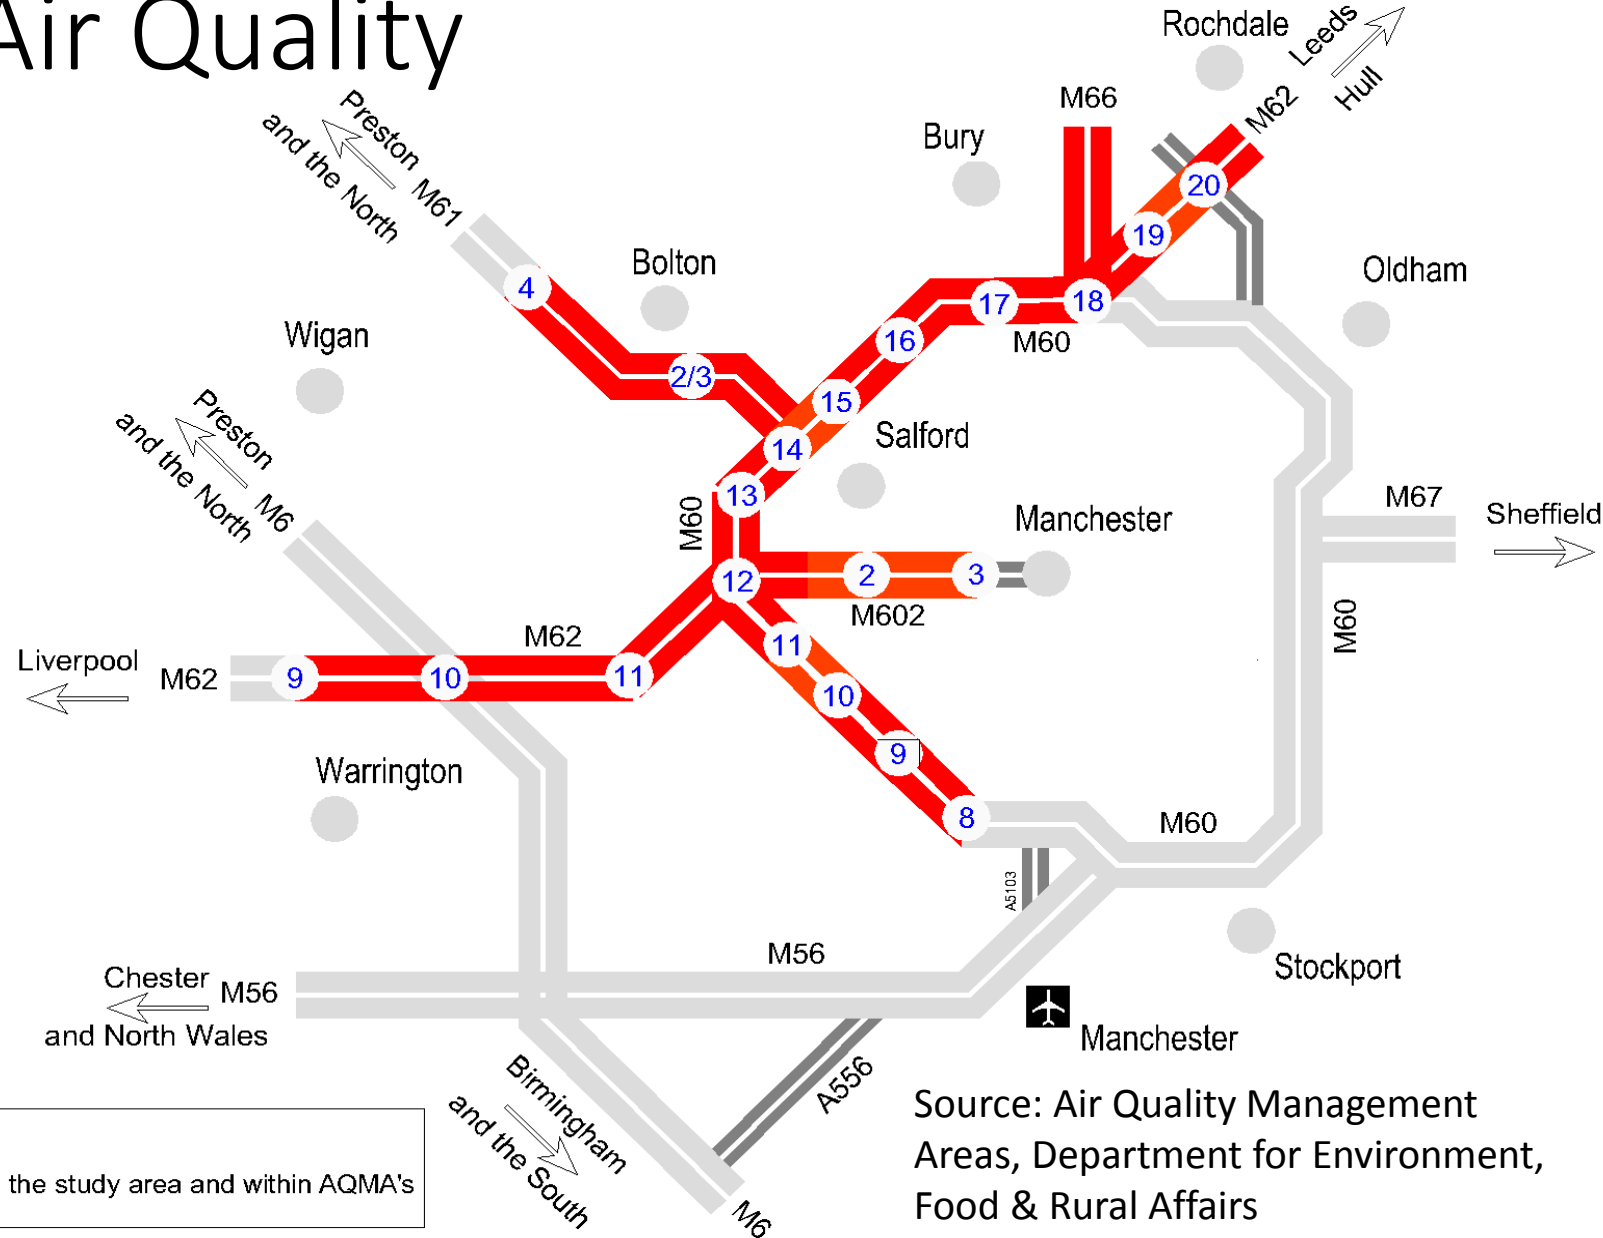 Air Quality
Rochdale
Leeds
Hull
M62
M66
Bury
Preston
and the North
M61
20
19
Bolton
Oldham
4
17
18
Wigan
16
M60
2/3
15
Preston
and the North
M6
Salford
14
13
M60
M67
Sheffield
Manchester
12
2
3
M602
M60
M62
11
Liverpool
M62
9
10
11
10
9
Warrington
8
M60
A5103
M56
Stockport
Chester
M56
and North Wales
Manchester
Birmingham
and the South
A556
M6
Source: Air Quality Management
Areas, Department for Environment,
Food & Rural Affairs
the study area and within AQMA's